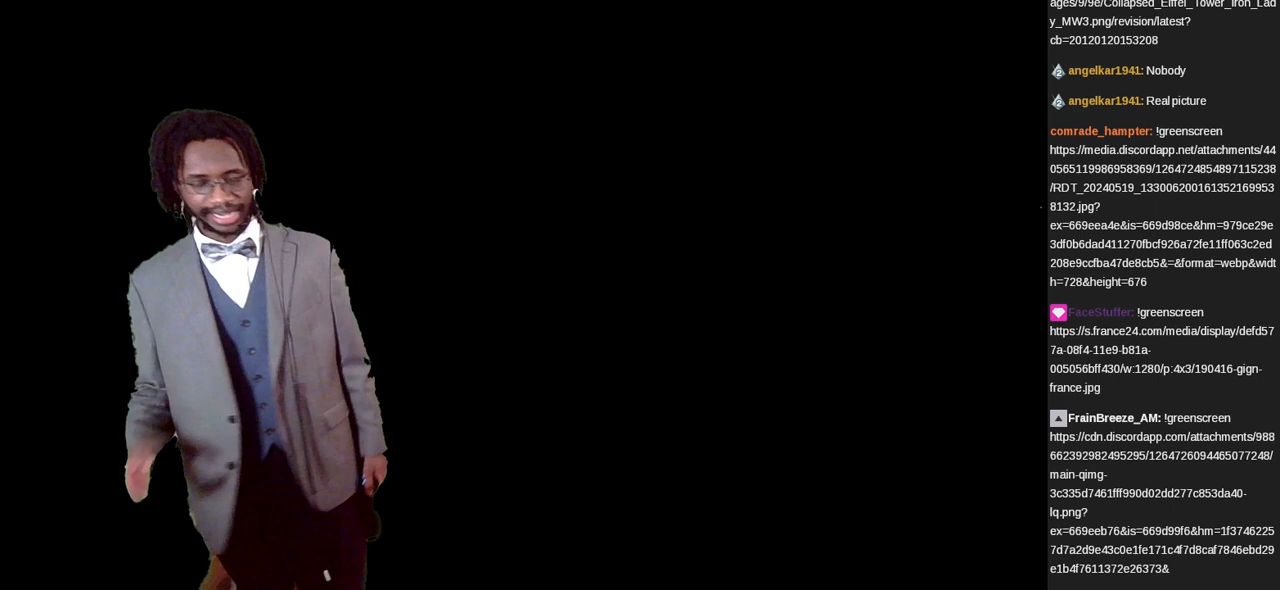 ages/9/9e/Collapsed_Eiffel_Tower_Iron_Lad
y_MW3.png/revision/latest?
cb=20120120153208
angelkar1941: Nobody
angelkar1941: Real picture
comrade_hampter: !greenscreen
https://media.discordapp.net/attachments/44
0565119986958369/1264724854897115238
/RDT_20240519_133006200161352169953
8132.jpg?
ex=669eea4e&is=669d98ce&hm=979ce29e
3df0b6dad411270fbcf926a72fe11ff063c2ed
208e9ccfba47de8cb5&=&format=webp&widt
h=728&height=676
FaceStuffer: !greenscreen
https://s.france24.com/media/display/defd57
7a-08f4-11e9-b81a-
005056bff430/w:1280/p:4x3/190416-gign-
france.jpg
FrainBreeze_AM: !greenscreen
https://cdn.discordapp.com/attachments/988
662392982495295/1264726094465077248/
main-qimg-
3c335d7461fff990d02dd277c853da40-
lq.png?
ex=669eeb76&is=669d99f6&hm=1f3746225
7d7a2d9e43c0e1fe171c4f7d8caf7846ebd29
e1b4f7611372e26373&